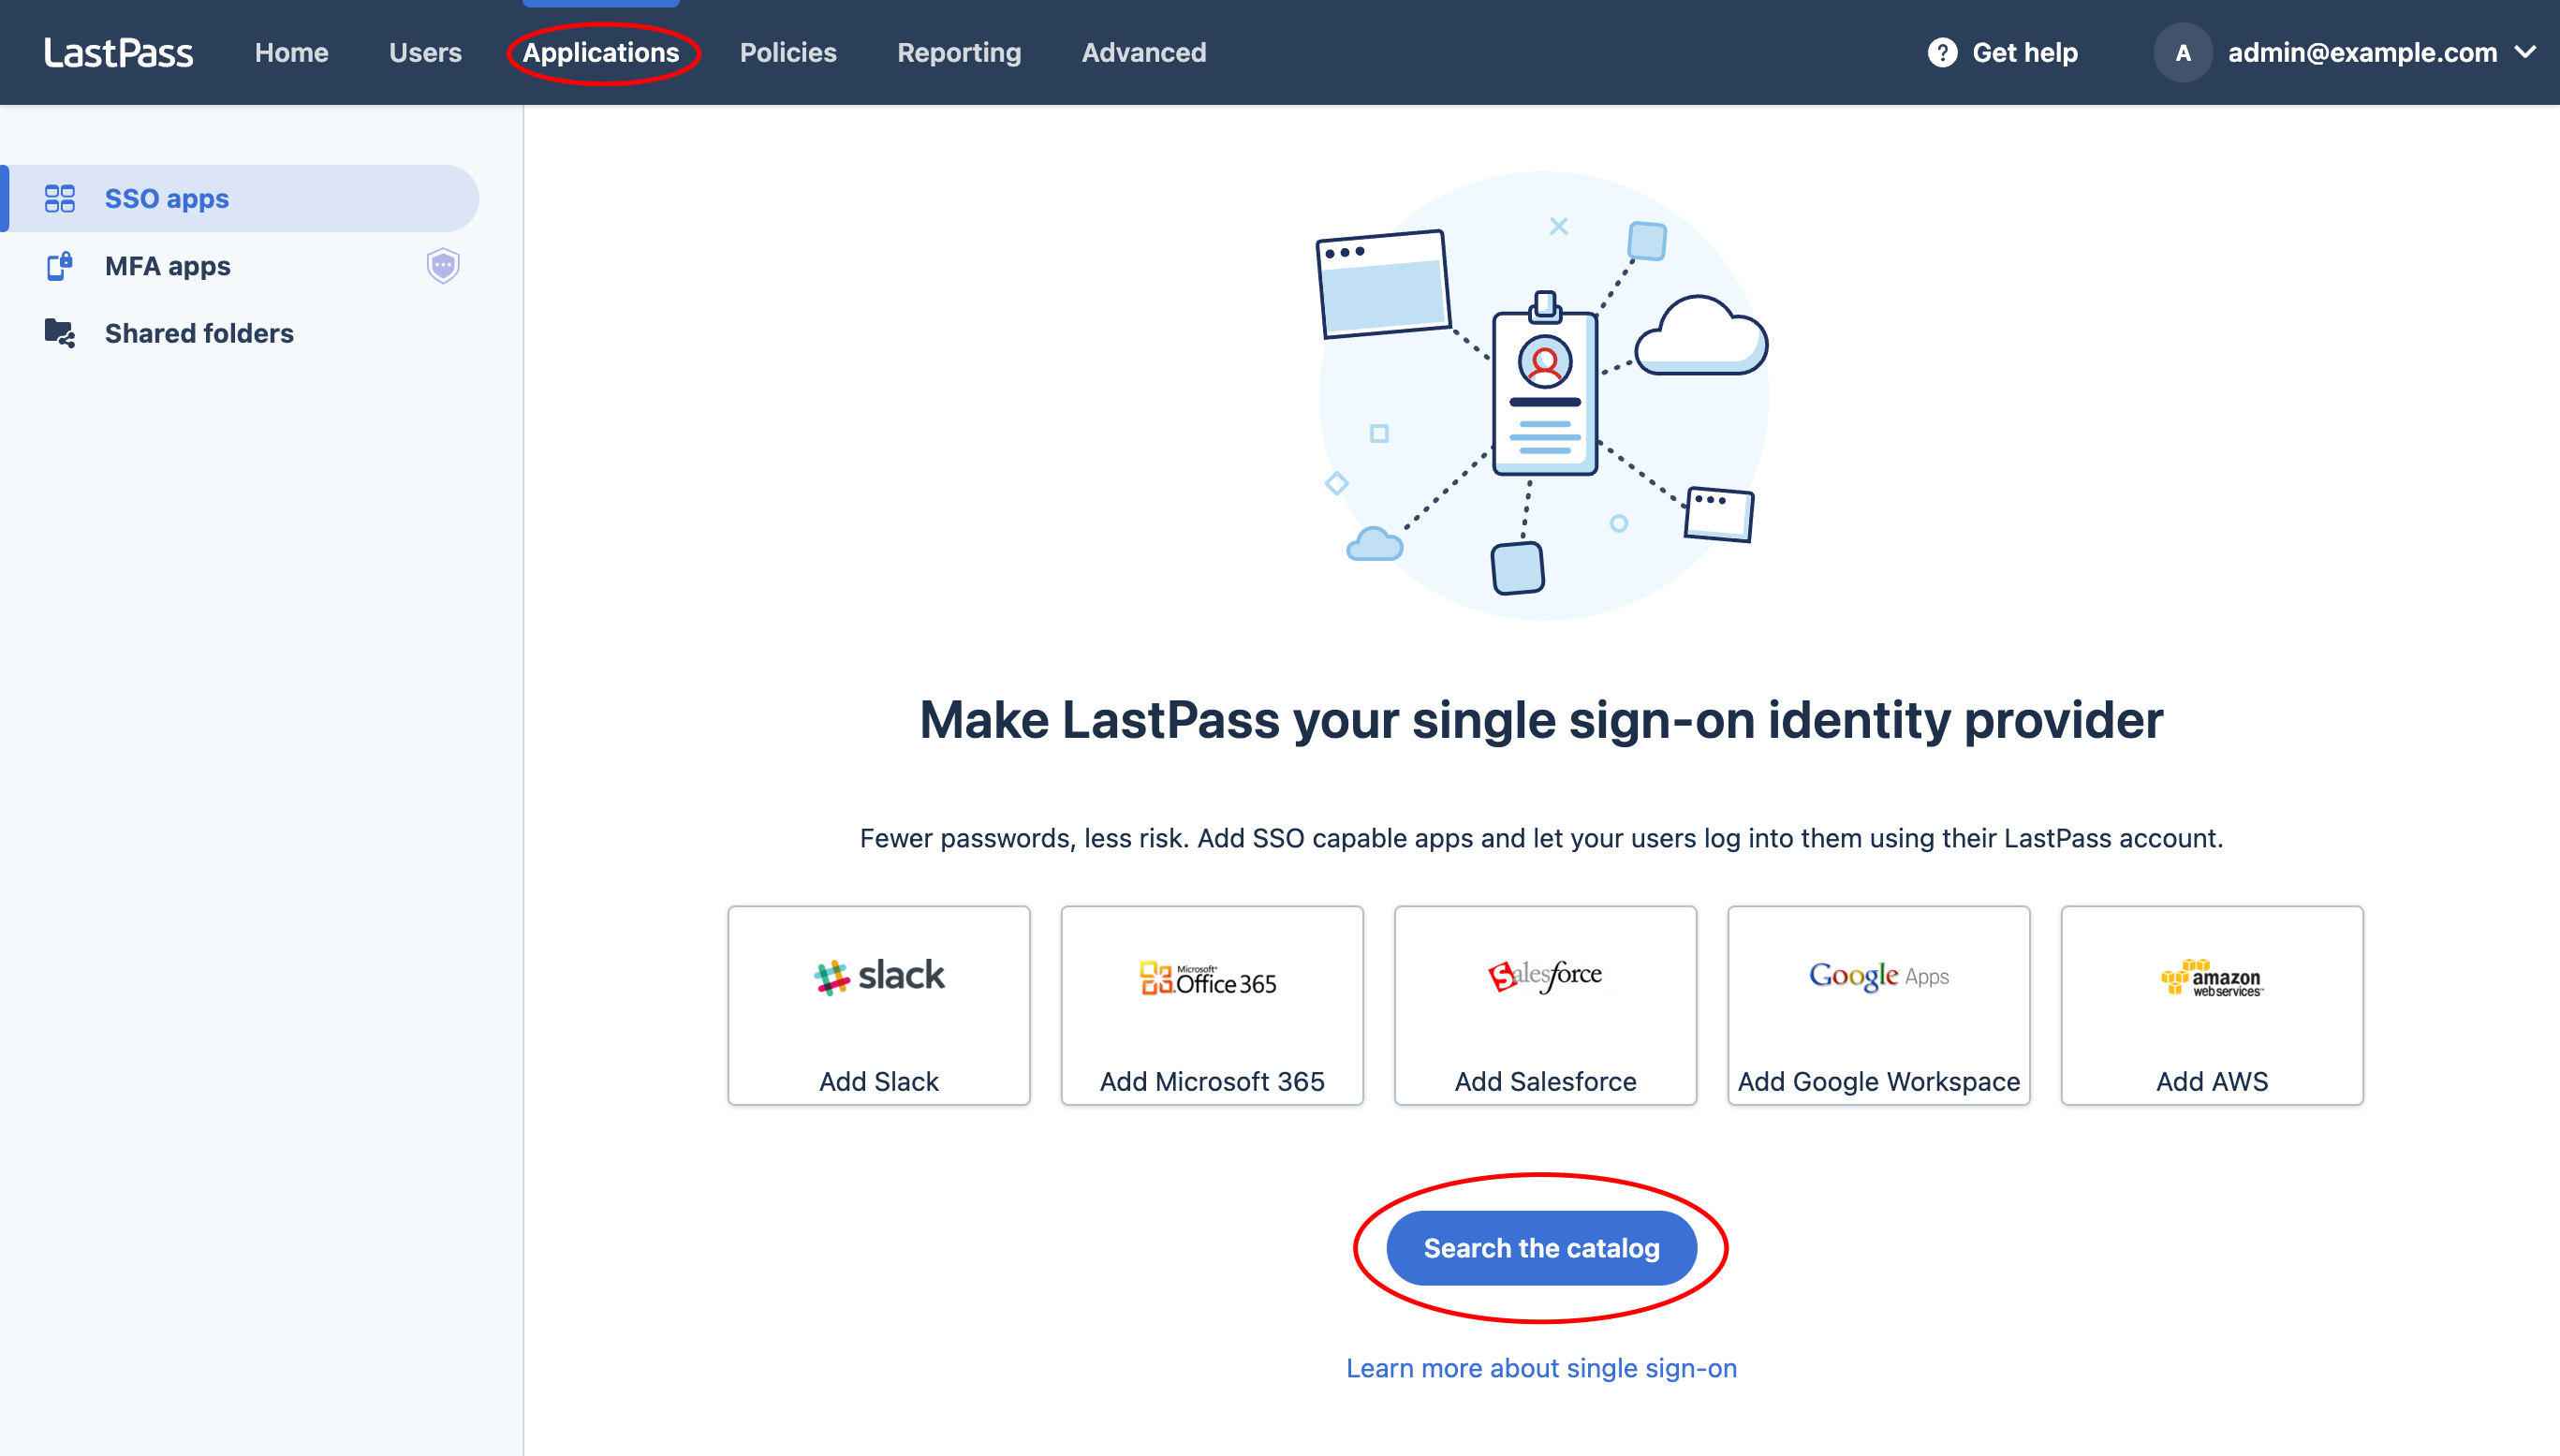 LastPass Home Users Applications Policies Reporting Advanced ? Get help A admin@example.com
SSO apps
MFA apps
Shared folders
Make LastPass your single sign-on identity provider
Fewer passwords, less risk. Add SSO capable apps and let your users log into them using their LastPass account.
slack
Add Slack
Microsoft®
Office 365
Add Microsoft 365
Salesforce
Add Salesforce
Google Apps
Add Google Workspace
amazon
web services™
Add AWS
Search the catalog
Learn more about single sign-on